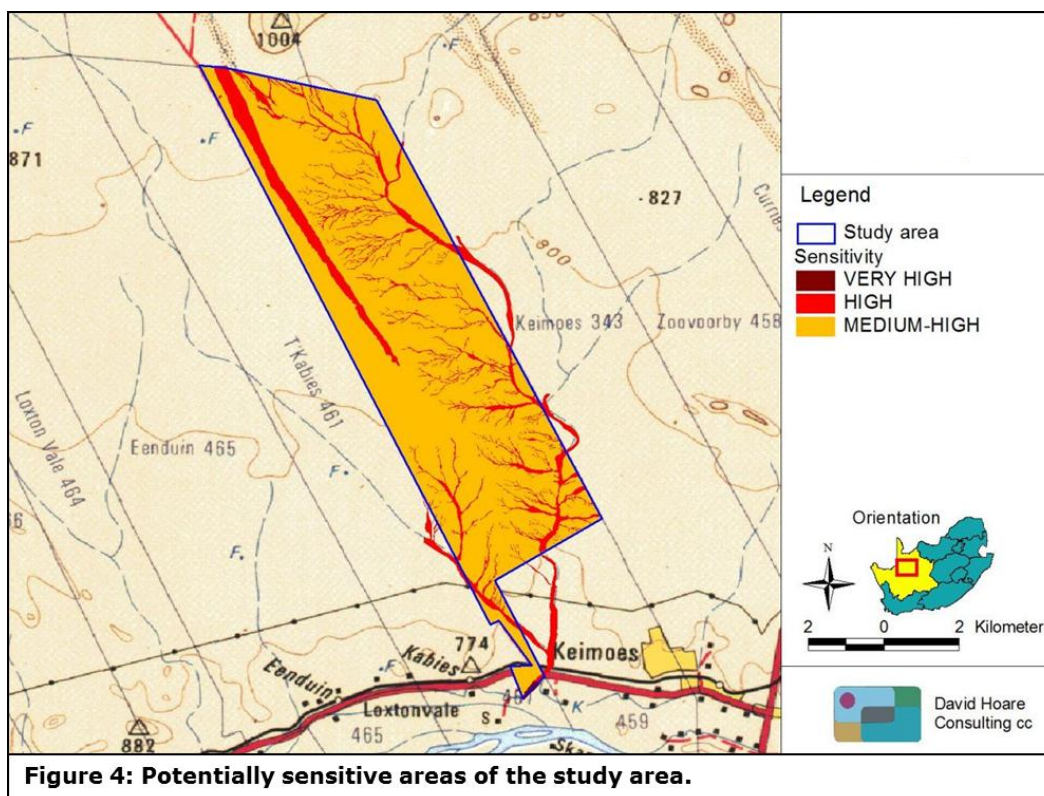 1004
F
F
F
871
827
Currie
800
Keimoes 343
Zoovoorby 458
T'Kabies 461
Loxton Vale 464
Eenduin 465
F
F
774
Keimoes
Kabies
Eenduin
F
Loxtonvale
465
S
K
459
882
Legend
Study area
Sensitivity
VERY HIGH
HIGH
MEDIUM-HIGH
Orientation
N
2 0 2 Kilometer
David Hoare
Consulting cc
Figure 4: Potentially sensitive areas of the study area.